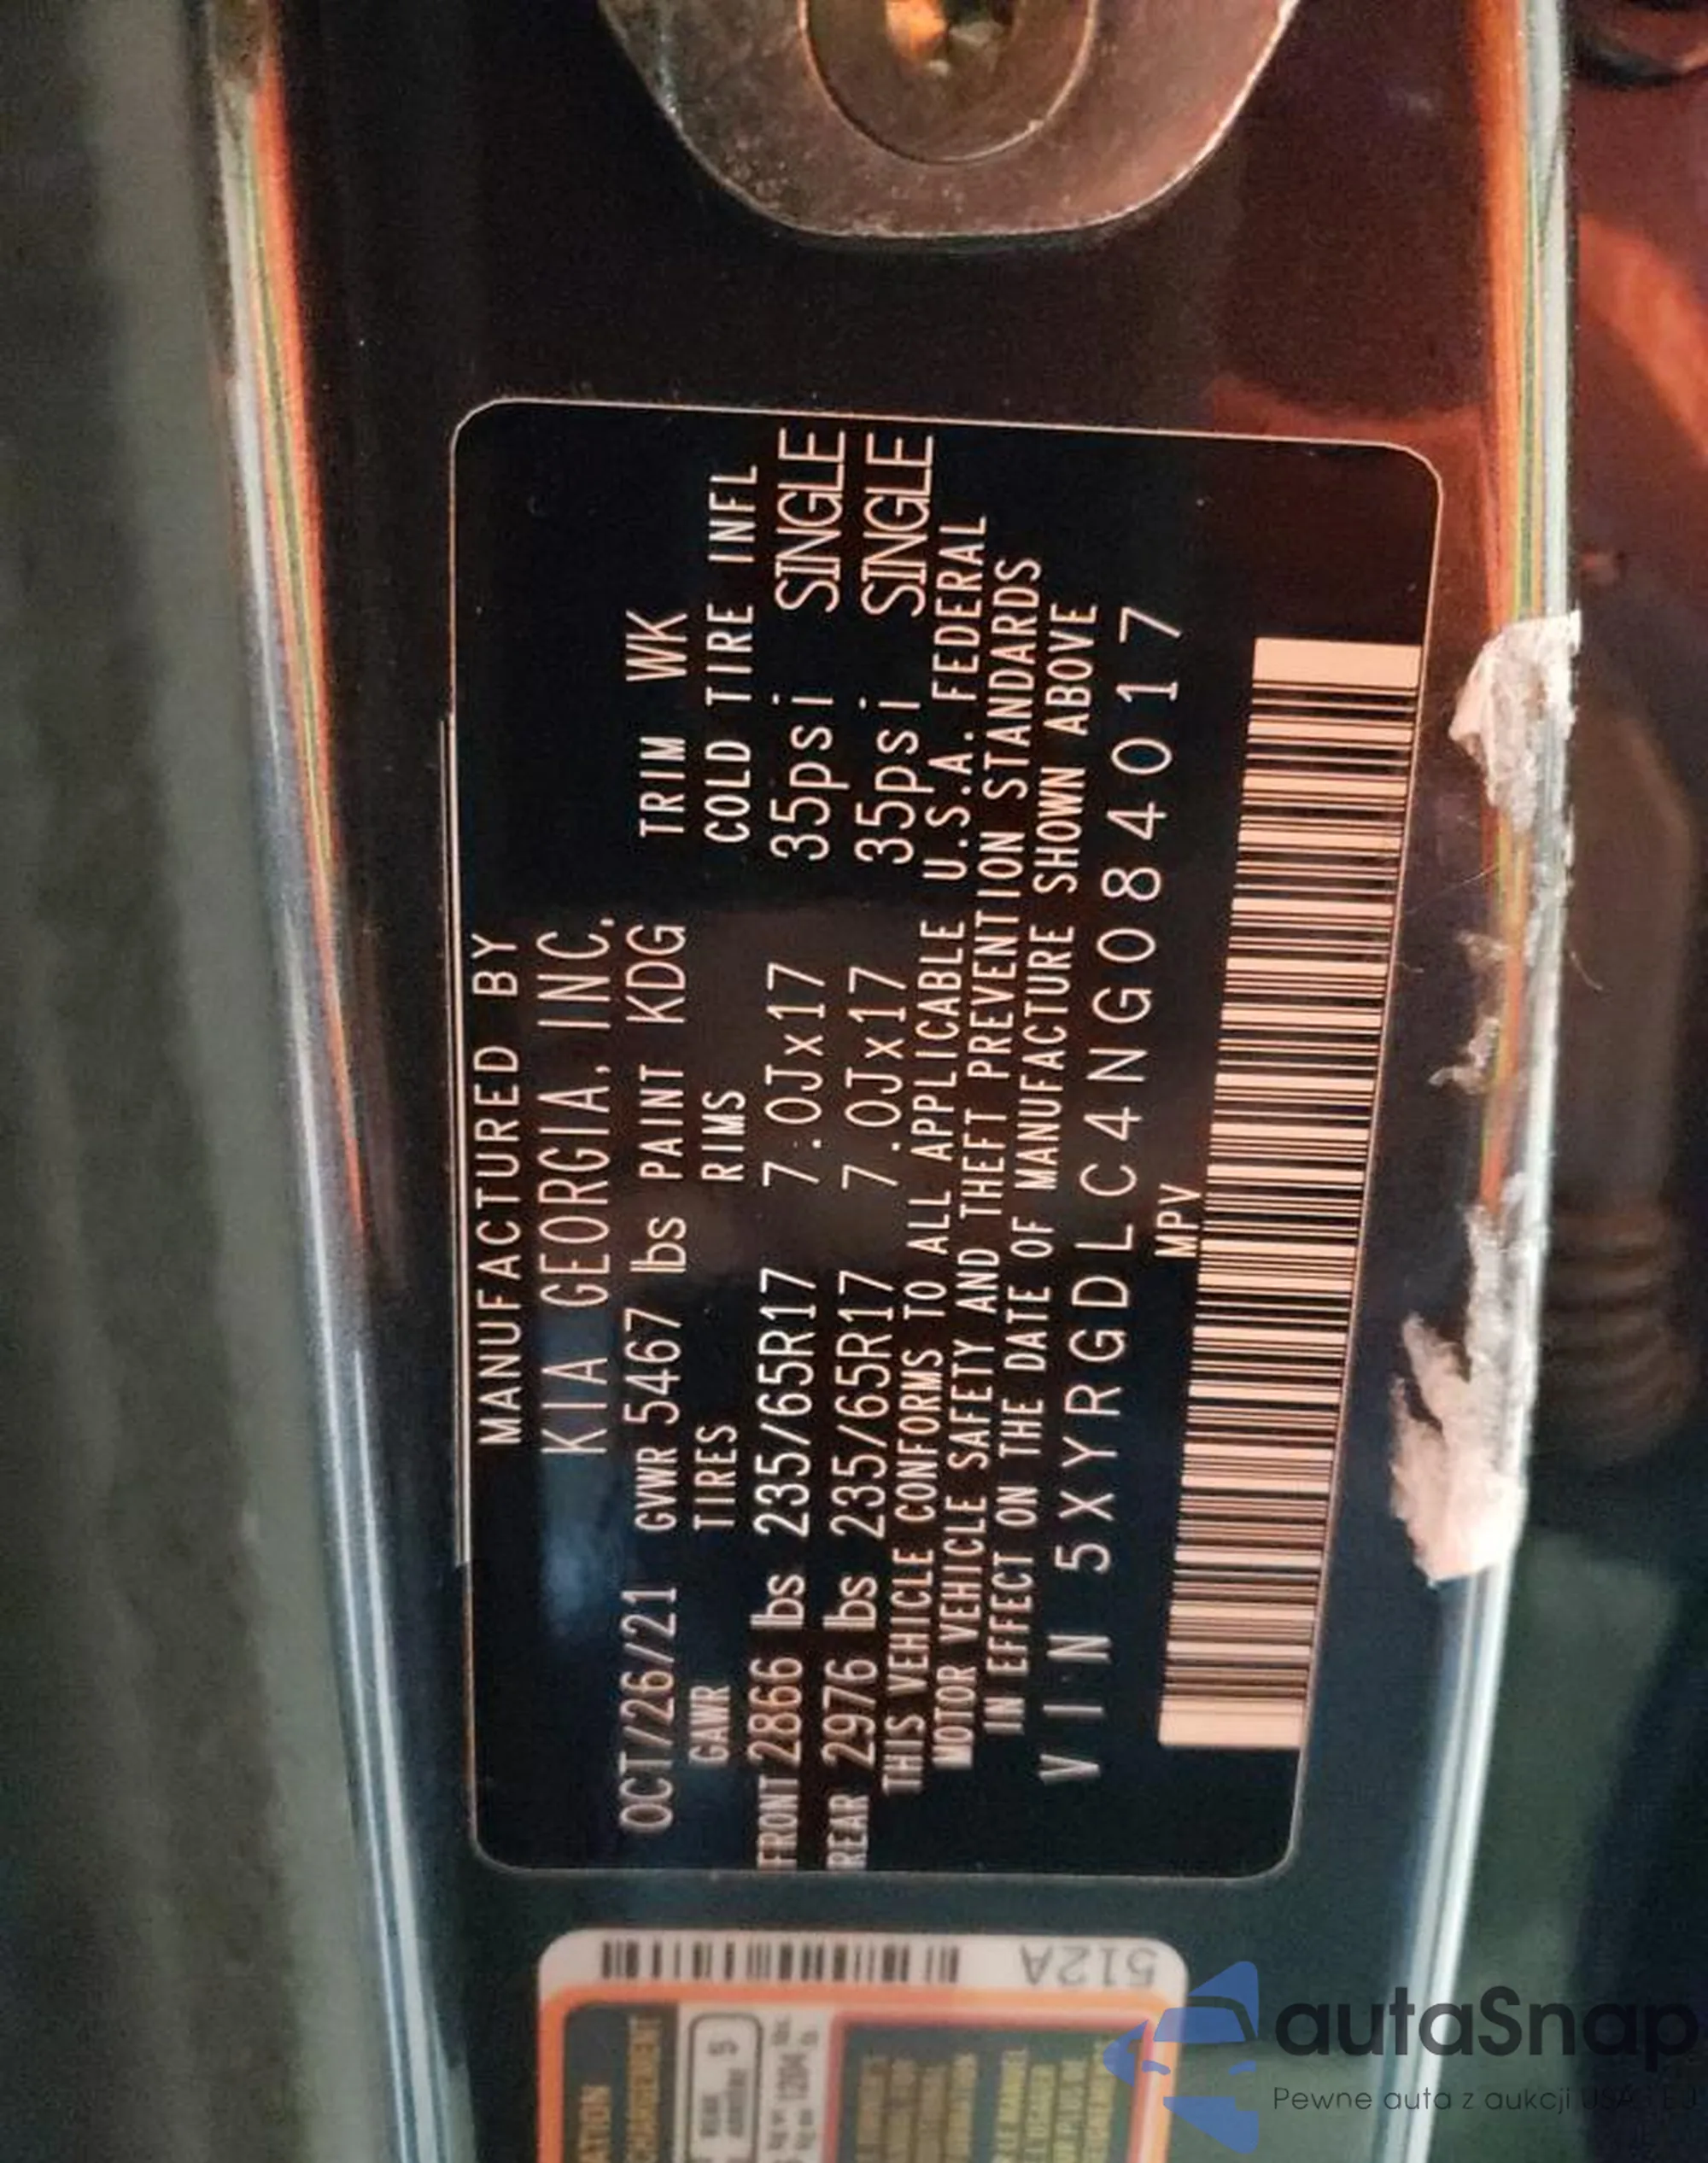 MANUFACTURED BY
KIA GEORGIA, INC.
OCT/26/21 GVWR 5467 lbs PAINT KDG TRIM WK
GAWR TIRES RIMS COLD TIRE INFL
FRONT 2866 lbs 235/65R17 7.0Jx17 35psi SINGLE
REAR 2976 lbs 235/65R17 7.0Jx17 35psi SINGLE
THIS VEHICLE CONFORMS TO ALL APPLICABLE U.S.A. FEDERAL
MOTOR VEHICLE SAFETY AND THEFT PREVENTION STANDARDS
IN EFFECT ON THE DATE OF MANUFACTURE SHOWN ABOVE
VIN 5XYRGDLC4NG084017
MPV
512A
autaSnap
Pewne auta z aukcji USA